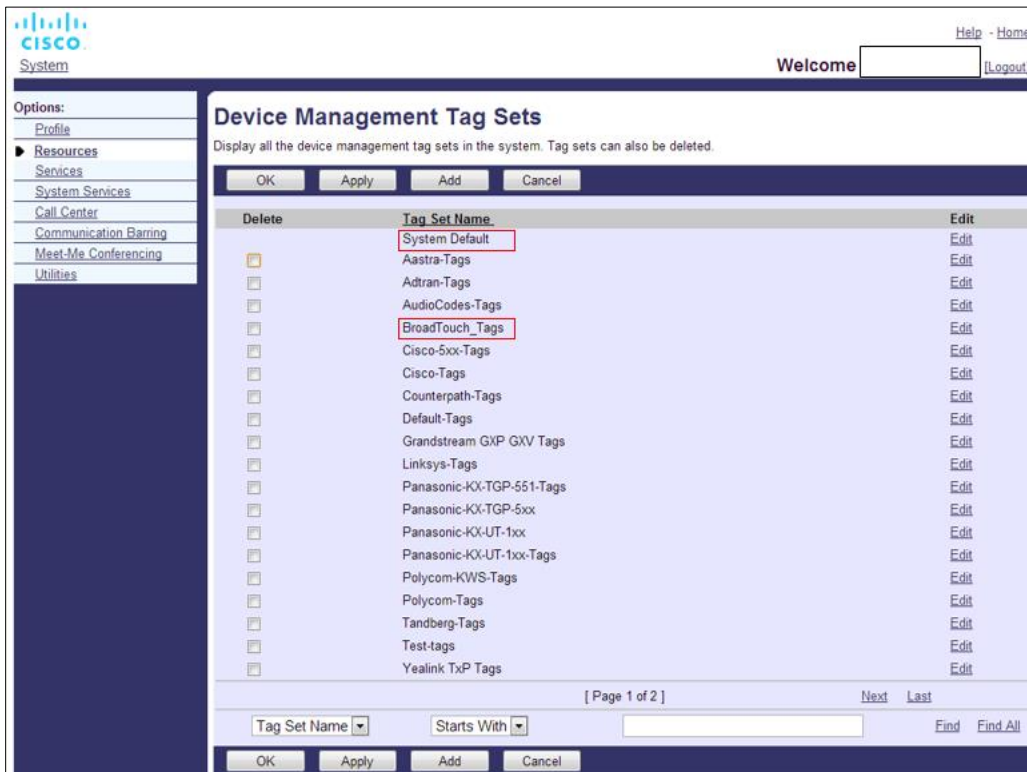 CISCO
Help - Home
System
Welcome [Logout]
Options:
Profile
Resources
Services
System Services
Call Center
Communication Barring
Meet-Me Conferencing
Utilities
Device Management Tag Sets
Display all the device management tag sets in the system. Tag sets can also be deleted.
OK Apply Add Cancel
Delete Tag Set Name Edit
System Default Edit
Aastra-Tags Edit
Adtran-Tags Edit
AudioCodes-Tags Edit
BroadTouch_Tags Edit
Cisco-5xx-Tags Edit
Cisco-Tags Edit
Counterpath-Tags Edit
Default-Tags Edit
Grandstream GXP GXV Tags Edit
Linksys-Tags Edit
Panasonic-KX-TGP-551-Tags Edit
Panasonic-KX-TGP-5xx Edit
Panasonic-KX-UT-1xx Edit
Panasonic-KX-UT-1xx-Tags Edit
Polycom-KWS-Tags Edit
Polycom-Tags Edit
Tandberg-Tags Edit
Test-tags Edit
Yealink TxP Tags Edit
[ Page 1 of 2 ] Next Last
Tag Set Name Starts With Find Find All
OK Apply Add Cancel